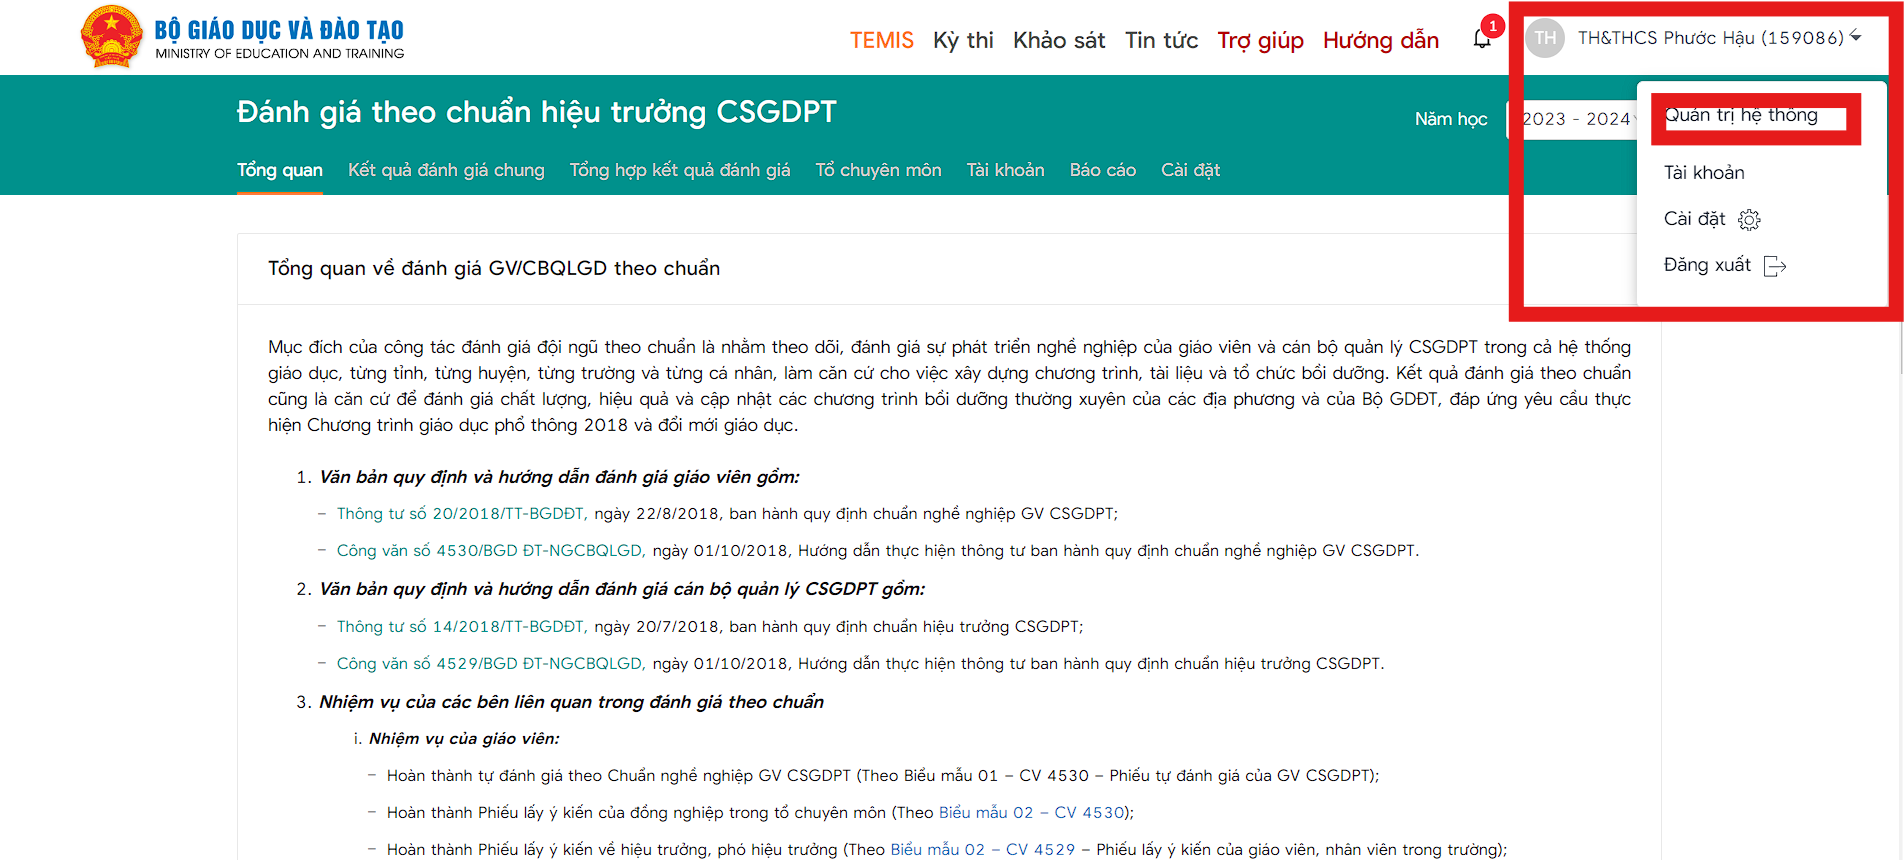 BỘ GIÁO DỤC VÀ ĐÀO TẠO
MINISTRY OF EDUCATION AND TRAINING
TEMIS Kỳ thi Khảo sát Tin tức Trợ giúp Hướng dẫn 1 TH TH&THCS Phước Hậu (159086)
Đánh giá theo chuẩn hiệu trưởng CSGDPT
Năm học 2023 - 2024
Quản trị hệ thống
Tài khoản
Cài đặt
Đăng xuất
Tổng quan Kết quả đánh giá chung Tổng hợp kết quả đánh giá Tổ chuyên môn Tài khoản Báo cáo Cài đặt
Tổng quan về đánh giá GV/CBQLGD theo chuẩn
Mục đích của công tác đánh giá đội ngũ theo chuẩn là nhằm theo dõi, đánh giá sự phát triển nghề nghiệp của giáo viên và cán bộ quản lý CSGDPT trong cả hệ thống
giáo dục, từng tỉnh, từng huyện, từng trường và từng cá nhân, làm căn cứ cho việc xây dựng chương trình, tài liệu và tổ chức bồi dưỡng. Kết quả đánh giá theo chuẩn
cũng là căn cứ để đánh giá chất lượng, hiệu quả và cập nhật các chương trình bồi dưỡng thường xuyên của các địa phương và của Bộ GDĐT, đáp ứng yêu cầu thực
hiện Chương trình giáo dục phổ thông 2018 và đổi mới giáo dục.
1. Văn bản quy định và hướng dẫn đánh giá giáo viên gồm:
– Thông tư số 20/2018/TT-BGDĐT, ngày 22/8/2018, ban hành quy định chuẩn nghề nghiệp GV CSGDPT;
– Công văn số 4530/BGD ĐT-NGCBQLGD, ngày 01/10/2018, Hướng dẫn thực hiện thông tư ban hành quy định chuẩn nghề nghiệp GV CSGDPT.
2. Văn bản quy định và hướng dẫn đánh giá cán bộ quản lý CSGDPT gồm:
– Thông tư số 14/2018/TT-BGDĐT, ngày 20/7/2018, ban hành quy định chuẩn hiệu trưởng CSGDPT;
– Công văn số 4529/BGD ĐT-NGCBQLGD, ngày 01/10/2018, Hướng dẫn thực hiện thông tư ban hành quy định chuẩn hiệu trưởng CSGDPT.
3. Nhiệm vụ của các bên liên quan trong đánh giá theo chuẩn
i. Nhiệm vụ của giáo viên:
– Hoàn thành tự đánh giá theo Chuẩn nghề nghiệp GV CSGDPT (Theo Biểu mẫu 01 – CV 4530 – Phiếu tự đánh giá của GV CSGDPT);
– Hoàn thành Phiếu lấy ý kiến của đồng nghiệp trong tổ chuyên môn (Theo Biểu mẫu 02 – CV 4530);
– Hoàn thành Phiếu lấy ý kiến về hiệu trưởng, phó hiệu trưởng (Theo Biểu mẫu 02 – CV 4529 – Phiếu lấy ý kiến của giáo viên, nhân viên trong trường);